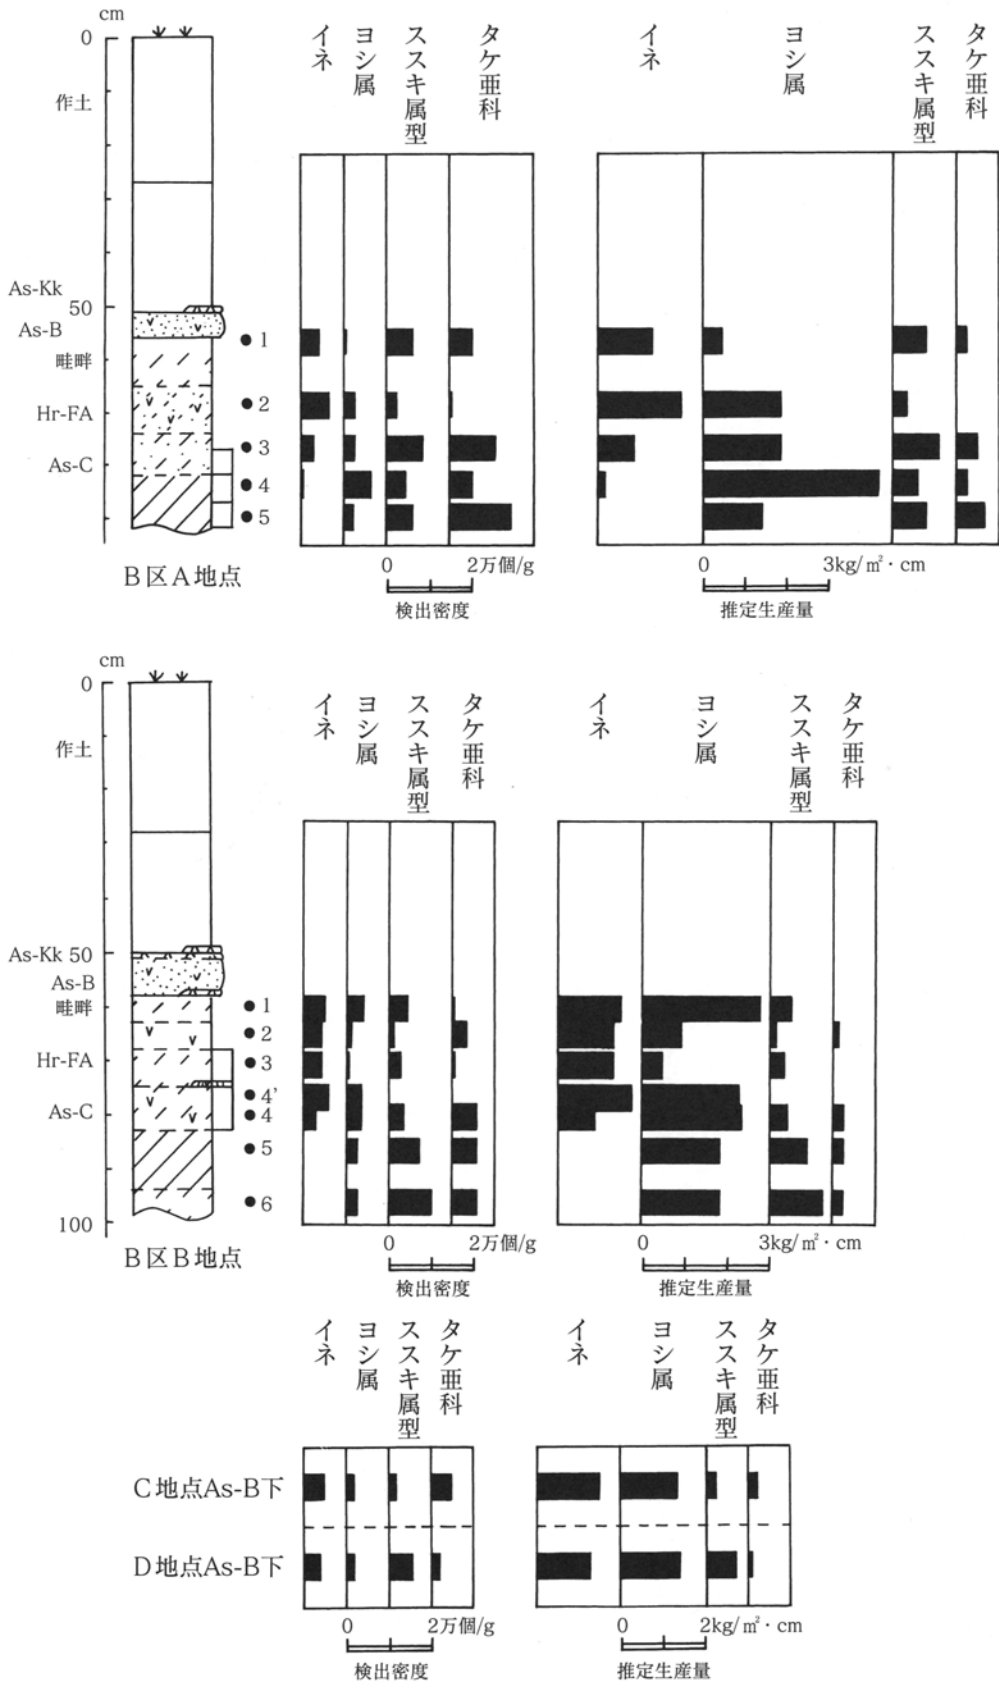 cm
0
作土
As-Kk
50
As-B
畦畔
Hr-FA
As-C
1
2
3
4
5
B区A地点
イネ
ヨシ属
ススキ属型
タケ亜科
0 2万個/g
検出密度
イネ
ヨシ属
ススキ属型
タケ亜科
0 3kg/㎡・cm
推定生産量
cm
0
作土
As-Kk 50
As-B
畦畔
Hr-FA
As-C
100
1
2
3
4'
4
5
6
B区B地点
イネ
ヨシ属
ススキ属型
タケ亜科
0 2万個/g
検出密度
イネ
ヨシ属
ススキ属型
タケ亜科
0 3kg/㎡・cm
推定生産量
イネ
ヨシ属
ススキ属型
タケ亜科
イネ
ヨシ属
ススキ属型
タケ亜科
C地点As-B下
D地点As-B下
0 2万個/g
検出密度
0 2kg/㎡・cm
推定生産量